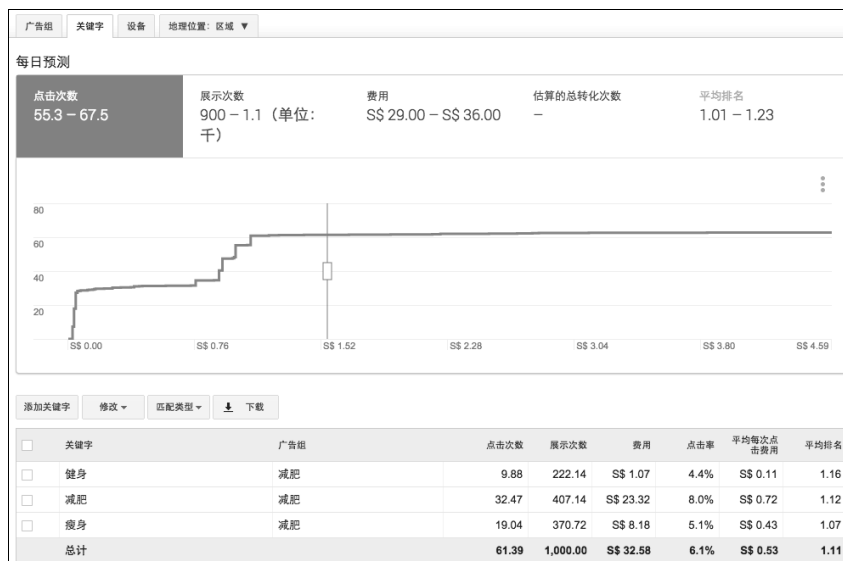 广告组 关键字 设备 地理位置：区域 ▼
每日预测
点击次数 展示次数 费用 估算的总转化次数 平均排名
55.3 – 67.5 900 – 1.1（单位： S$ 29.00 – S$ 36.00 – 1.01 – 1.23
千）
80
60
40
20
S$ 0.00 S$ 0.76 S$ 1.52 S$ 2.28 S$ 3.04 S$ 3.80 S$ 4.59
添加关键字 修改 匹配类型 下载
关键字 广告组 点击次数 展示次数 费用 点击率 平均每次点 平均排名
击费用
健身 减肥 9.88 222.14 S$ 1.07 4.4% S$ 0.11 1.16
减肥 减肥 32.47 407.14 S$ 23.32 8.0% S$ 0.72 1.12
瘦身 减肥 19.04 370.72 S$ 8.18 5.1% S$ 0.43 1.07
总计 61.39 1,000.00 S$ 32.58 6.1% S$ 0.53 1.11